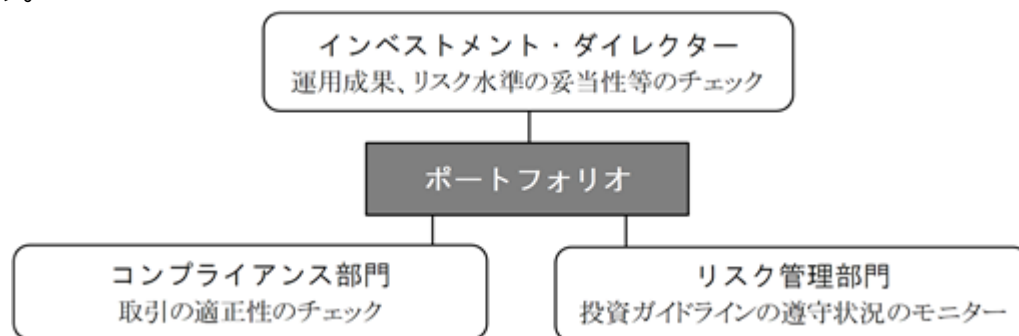 す。
インベストメント・ダイレクター
運用成果、リスク水準の妥当性等のチェック
ポートフォリオ
コンプライアンス部門
取引の適正性のチェック
リスク管理部門
投資ガイドラインの遵守状況のモニター